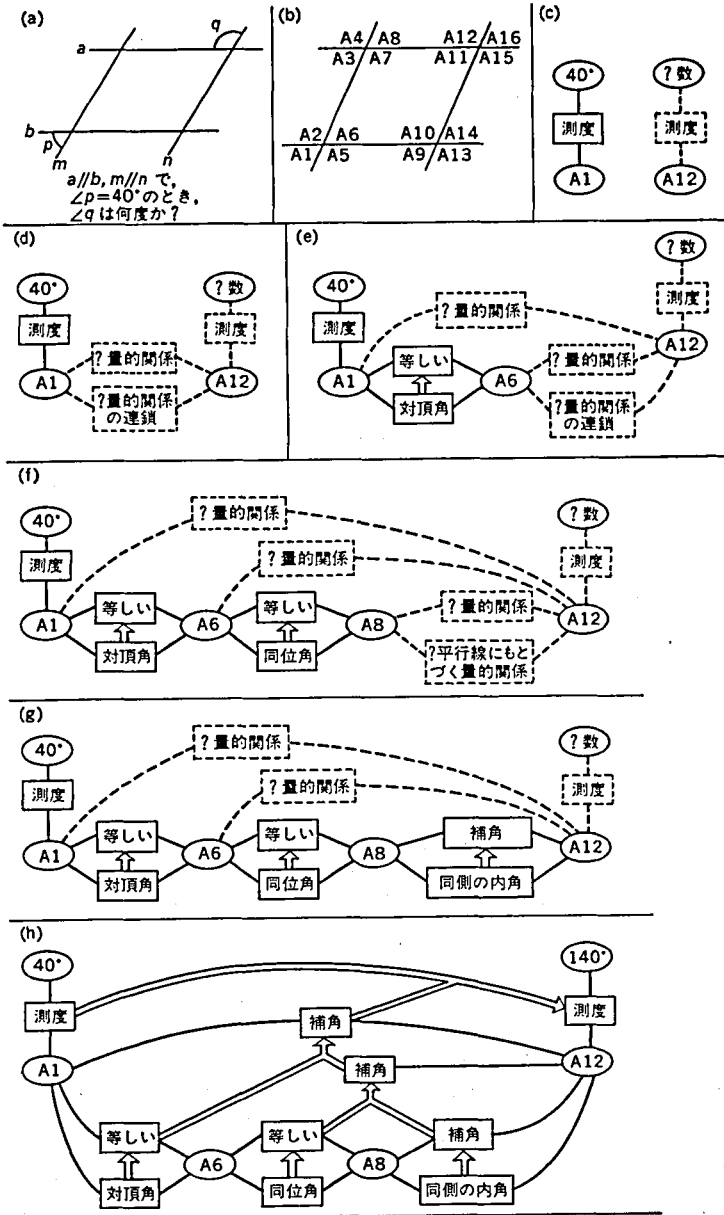 (a)
q
a
b
p
m
n
a//b, m//n で,
∠p=40°のとき,
∠q は何度か?
(b)
A4 A8 A12 A16
A3 A7 A11 A15
A2 A6 A10 A14
A1 A5 A9 A13
(c)
40° ?数
測度 測度
A1 A12
(d)
40° ?数
測度 測度
?量的関係
A1 A12
?量的関係
の連鎖
(e)
?数
40° ?量的関係 測度
測度
等しい ?量的関係 A12
A1 A6
対頂角 ?量的関係
の連鎖
(f)
40° ?量的関係 ?数
測度 ?量的関係 測度
等しい 等しい ?量的関係
A1 A6 A8 A12
対頂角 同位角 ?平行線にもと
づく量的関係
(g)
40° ?量的関係 ?数
測度 ?量的関係 測度
等しい 等しい 補角
A1 A6 A8 A12
対頂角 同位角 同側の内角
(h)
40° 140°
測度 測度
補角
A1 補角 A12
等しい 等しい 補角
A6 A8
対頂角 同位角 同側の内角